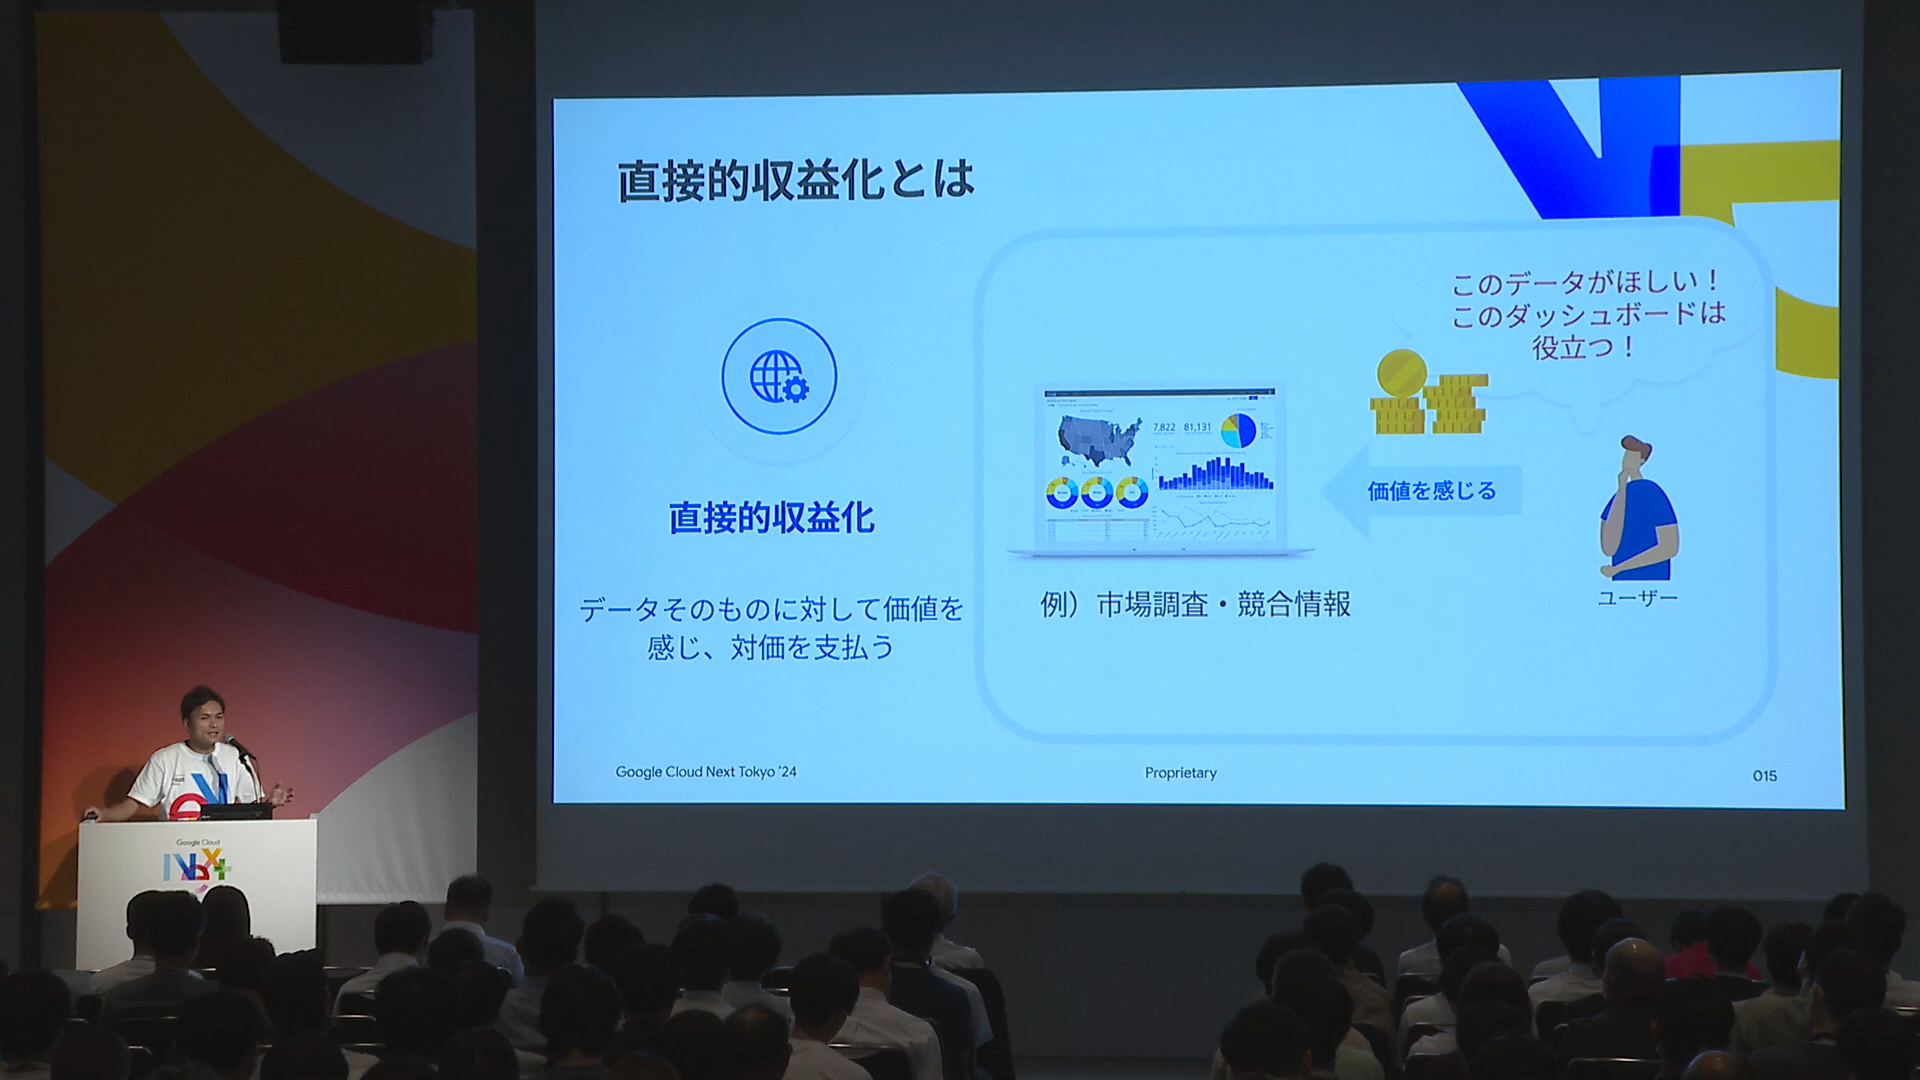 直接的収益化とは
直接的収益化
データそのものに対して価値を
感じ、対価を支払う
このデータがほしい！
このダッシュボードは
役立つ！
7,822 81,131
価値を感じる
例）市場調査・競合情報
ユーザー
Google Cloud Next Tokyo ’24
Proprietary
015
Google Cloud
Next